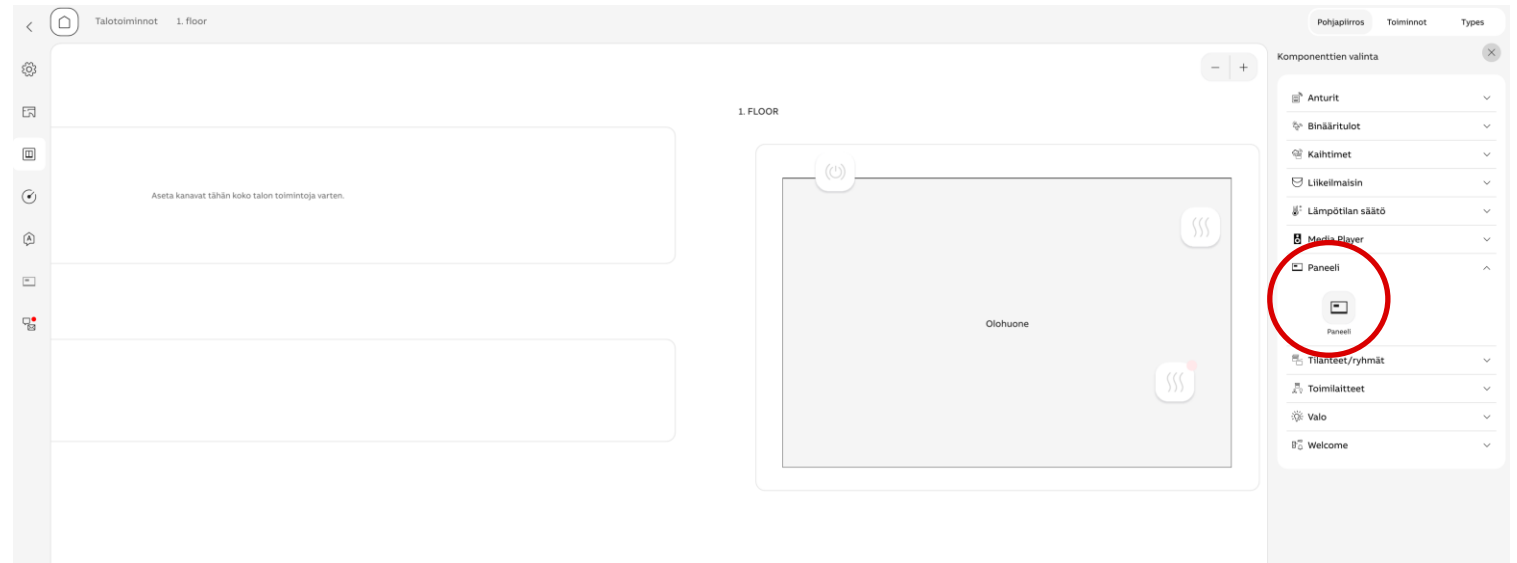 Talotoiminnot 1. floor
Pohjapiirros Toiminnot Types
Komponenttien valinta
1. FLOOR
Aseta kanavat tähän koko talon toimintoja varten.
Olohuone
Anturit
Binääritulot
Kaihtimet
Liikeilmaisin
Lämpötilan säätö
Media Player
Paneeli
Paneeli
Tilanteet/ryhmät
Toimilaitteet
Valo
Welcome